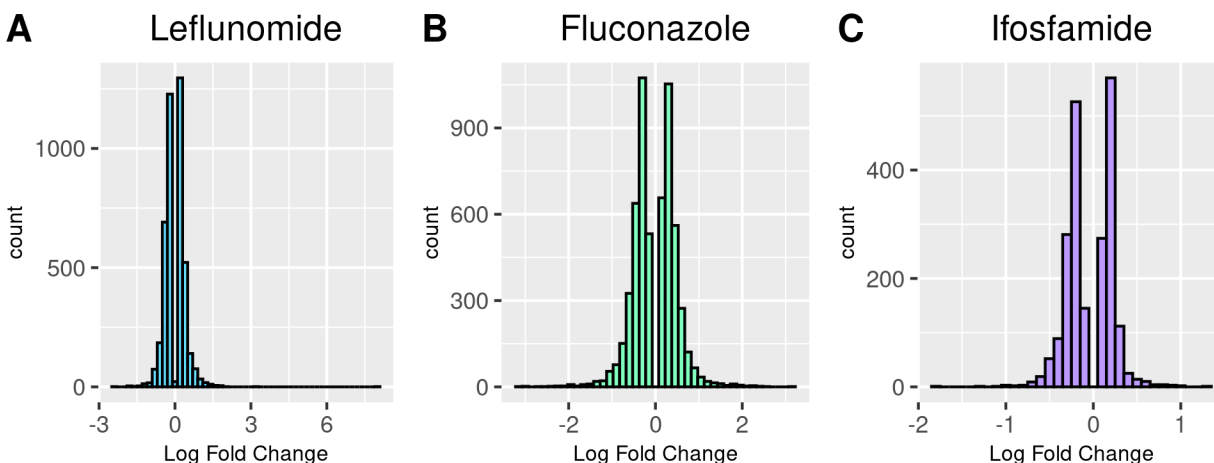 A Leflunomide
1000
500
0
count
-3 0 3 6
Log Fold Change
B Fluconazole
900
600
300
0
count
-2 0 2
Log Fold Change
C Ifosfamide
400
200
0
count
-2 -1 0 1
Log Fold Change